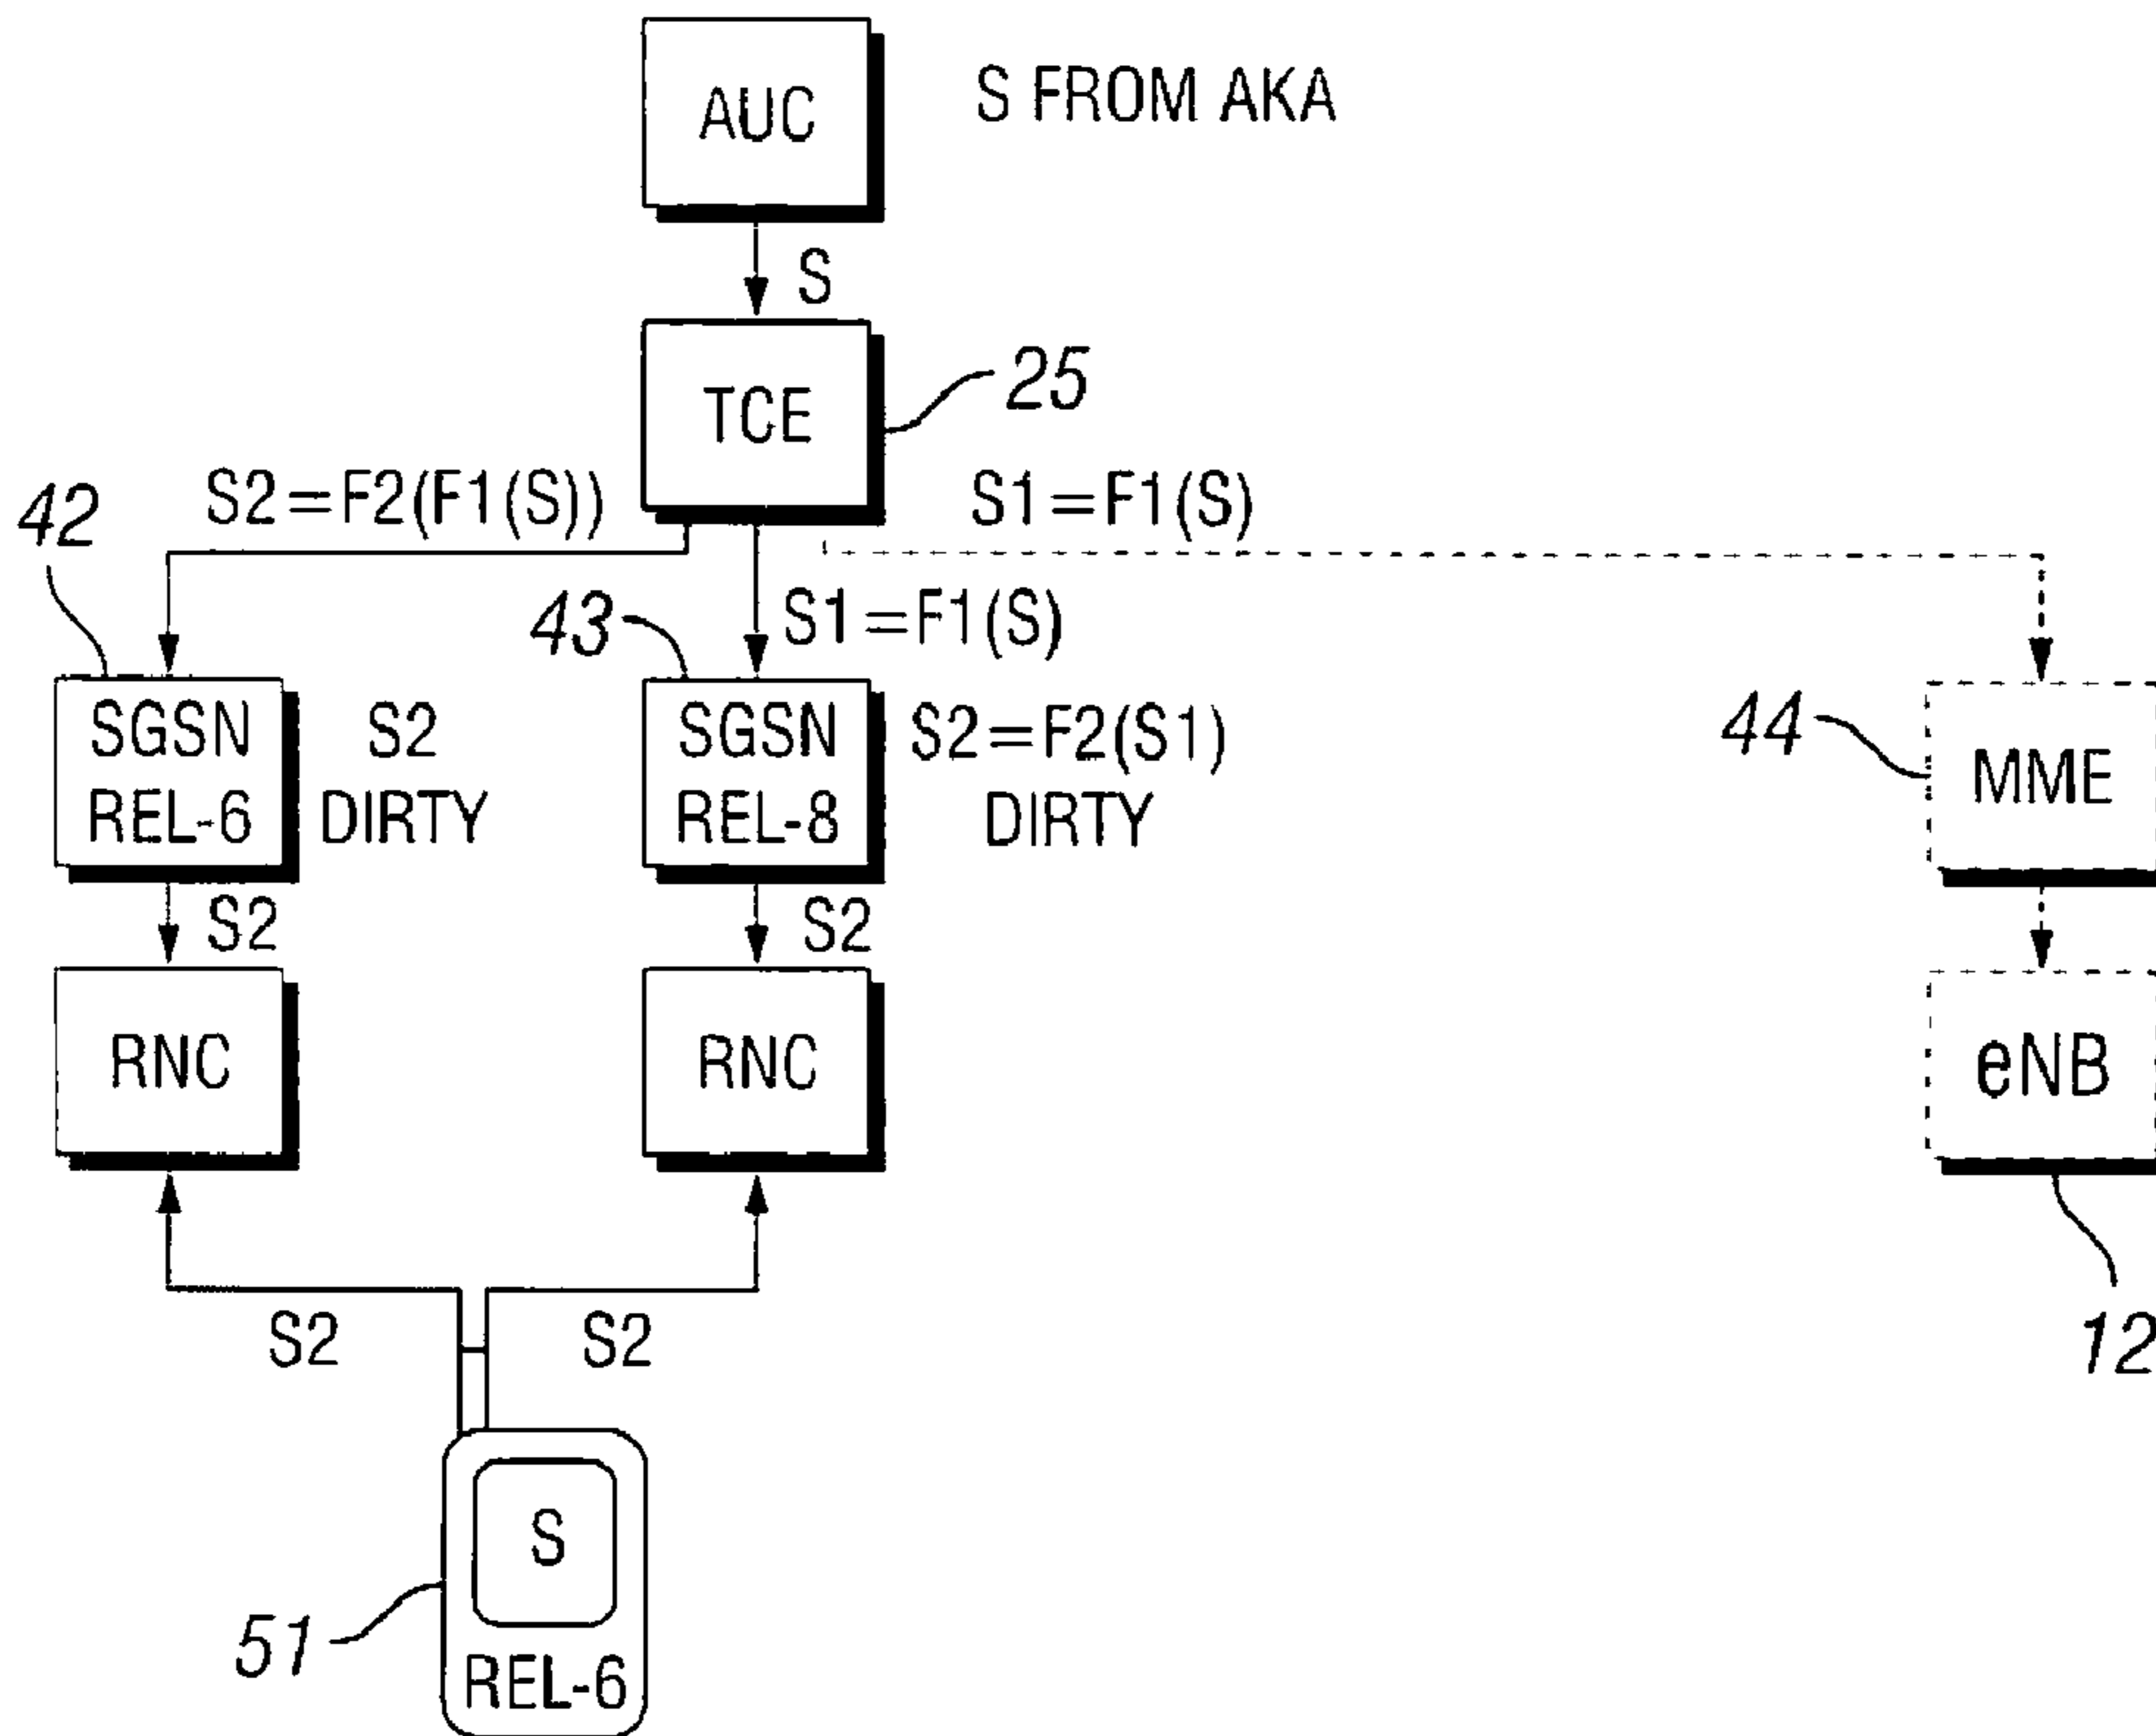 AUC
S FROM AKA
S
TCE
25
S2=F2(F1(S))
S1=F1(S)
42
43
S1=F1(S)
SGSN
REL-6
S2
DIRTY
SGSN
REL-8
S2=F2(S1)
DIRTY
44
MME
S2
S2
RNC
RNC
eNB
S2
S2
12
S
REL-6
51